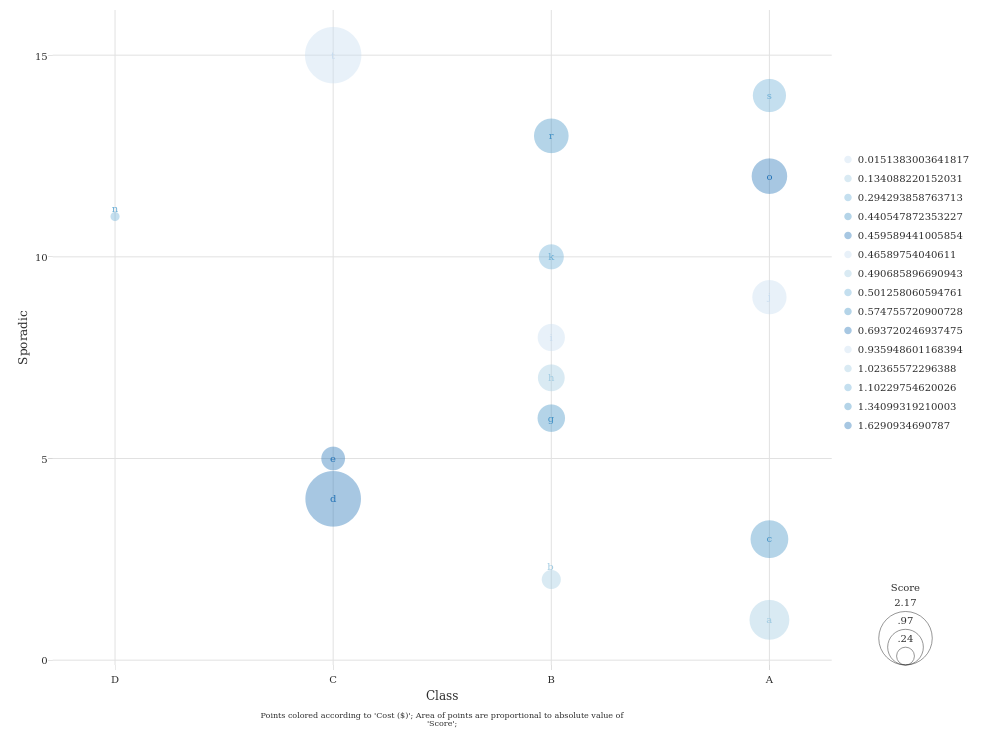 15
s
r
o
0.0151383003641817
0.134088220152031
0.294293858763713
n
0.440547872353227
0.459589441005854
10
k
0.46589754040611
0.490685896690943
0.501258060594761
0.574755720900728
Sporadic
0.693720246937475
0.935948601168394
h
1.02365572296388
1.10229754620026
1.34099319210003
g
1.6290934690787
5
e
d
c
b
Score
2.17
.97
.24
a
0
D
C
B
A
Class
Points colored according to 'Cost ($)'; Area of points are proportional to absolute value of
'Score';